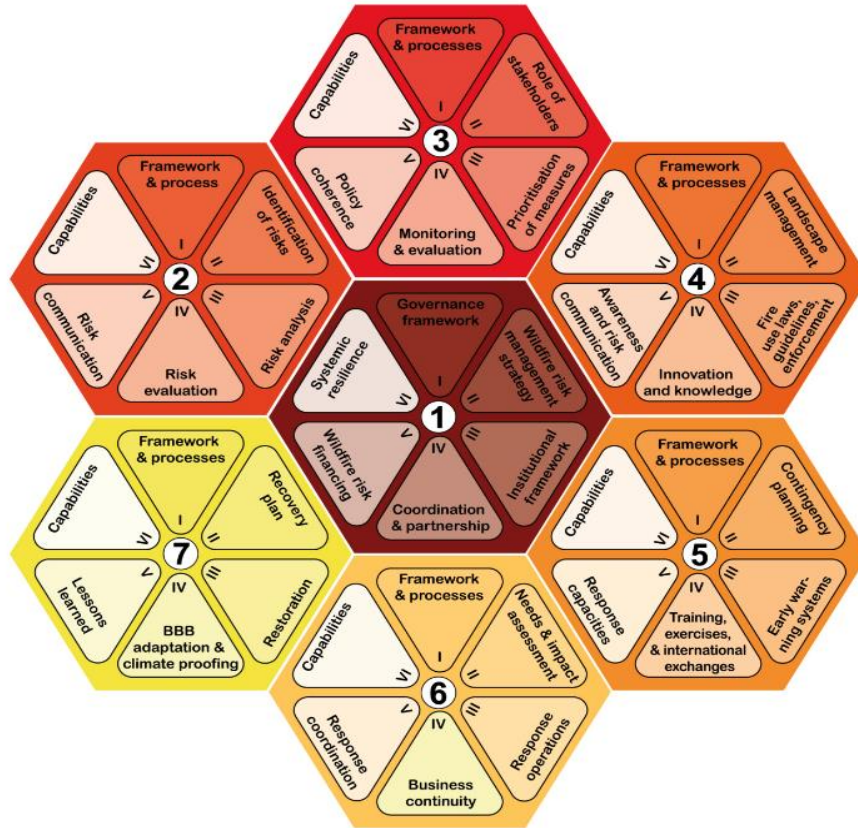 Framework
& processes
I
Role of
stakeholders
II
Prioritisation
of measures
III
Monitoring
& evaluation
IV
Policy
coherence
V
Capabilities
VI
3
Framework
& process
I
Identification
of risks
II
Risk analysis
III
Risk
evaluation
IV
Risk
communication
V
Capabilities
VI
2
Framework
& processes
I
Landscape
management
II
Fire
use laws,
guidelines,
enforcement
III
Innovation
and knowledge
IV
Awareness
and risk
communication
V
Capabilities
VI
4
Governance
framework
I
Wildfire risk
management
strategy
II
Institutional
framework
III
Coordination
& partnership
IV
Wildfire risk
financing
V
Systemic
resilience
VI
1
Framework
& processes
I
Recovery
plan
II
Restoration
III
BBB
adaptation &
climate proofing
IV
Lessons
learned
V
Capabilities
VI
7
Framework
& processes
I
Contingency
planning
II
Early war-
ning systems
III
Training,
exercises,
& international
exchanges
IV
Response
capacities
V
Capabilities
VI
5
Framework
& processes
I
Needs & impact
assessment
II
Response
operations
III
Business
continuity
IV
Response
coordination
V
Capabilities
VI
6